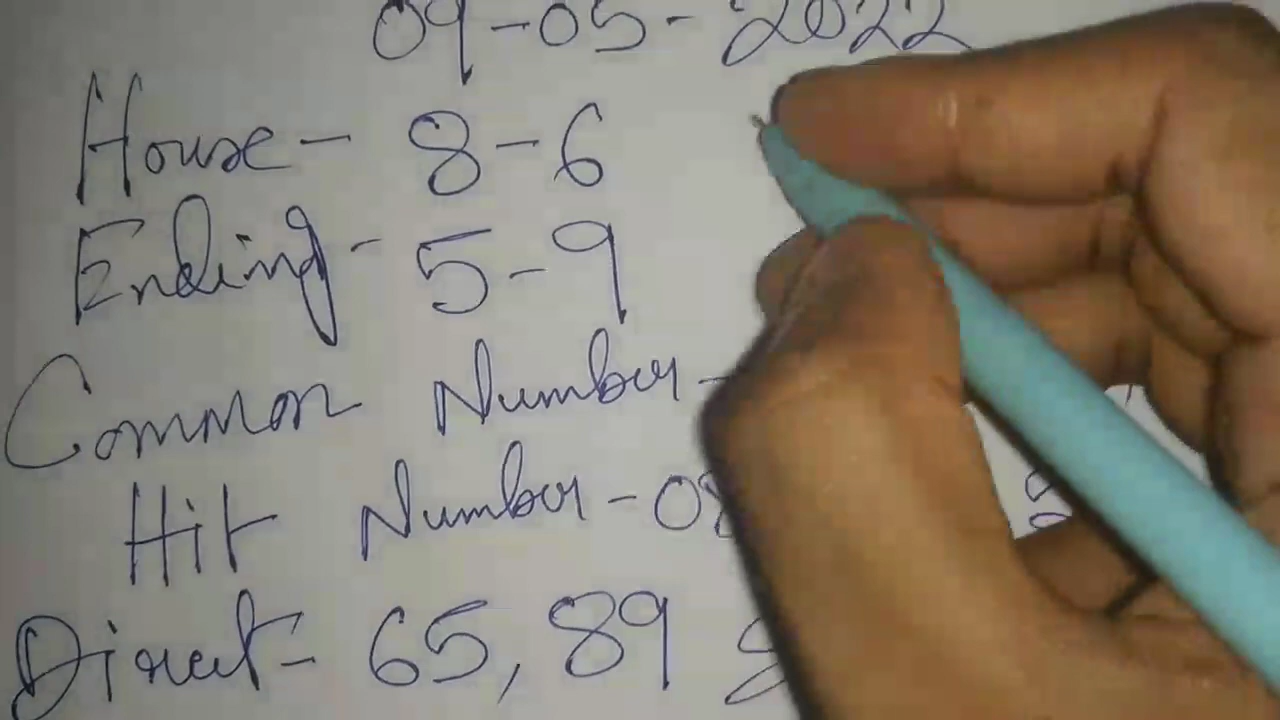 09-05-2022
House- 8-6
Ending- 5-9
Common Number-
Hit Number-08
Direct- 65, 89